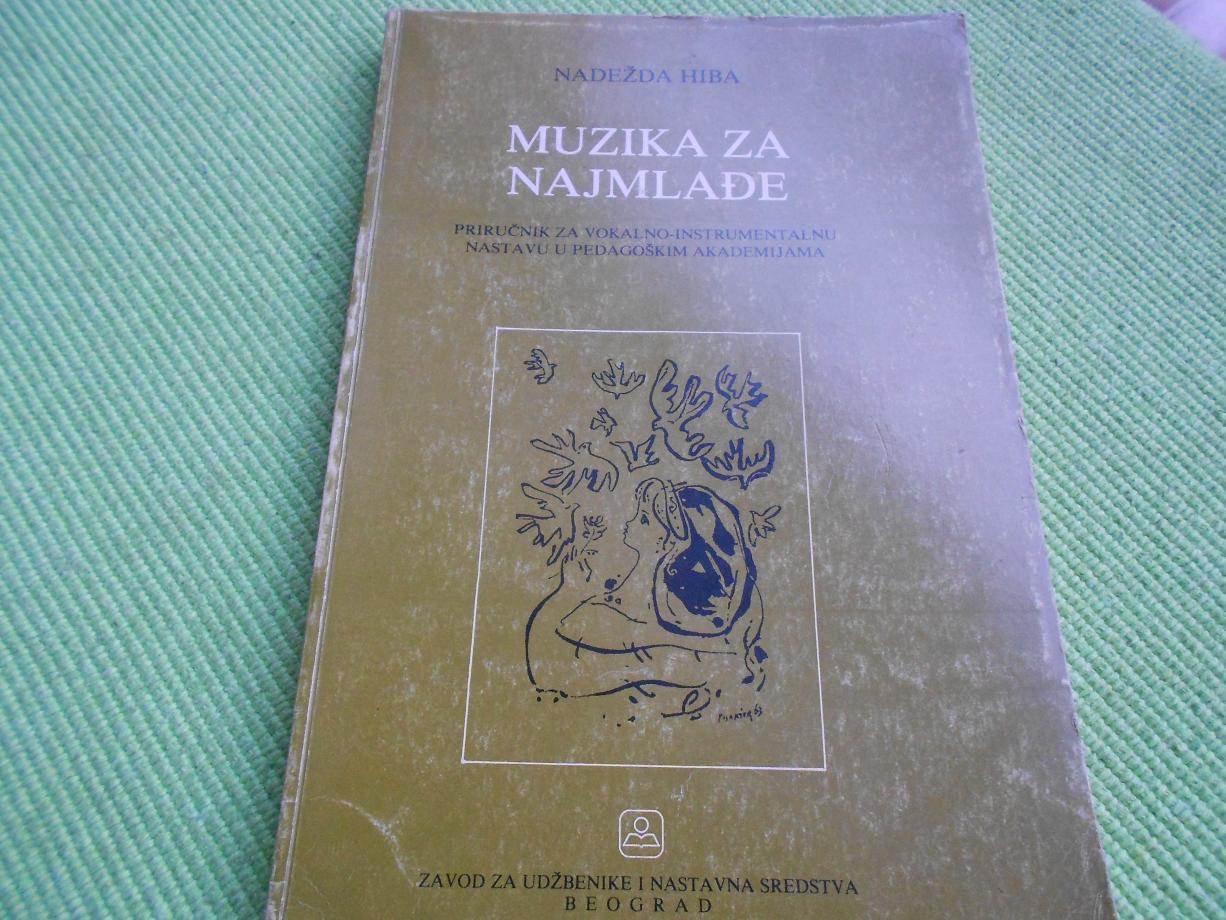 NADEŽDA HIBA
MUZIKA ZA
NAJMLAĐE
PRIRUČNIK ZA VOKALNO-INSTRUMENTALNU
NASTAVU U PEDAGOŠKIM AKADEMIJAMA
ZAVOD ZA UDŽBENIKE I NASTAVNA SREDSTVA
BEOGRAD